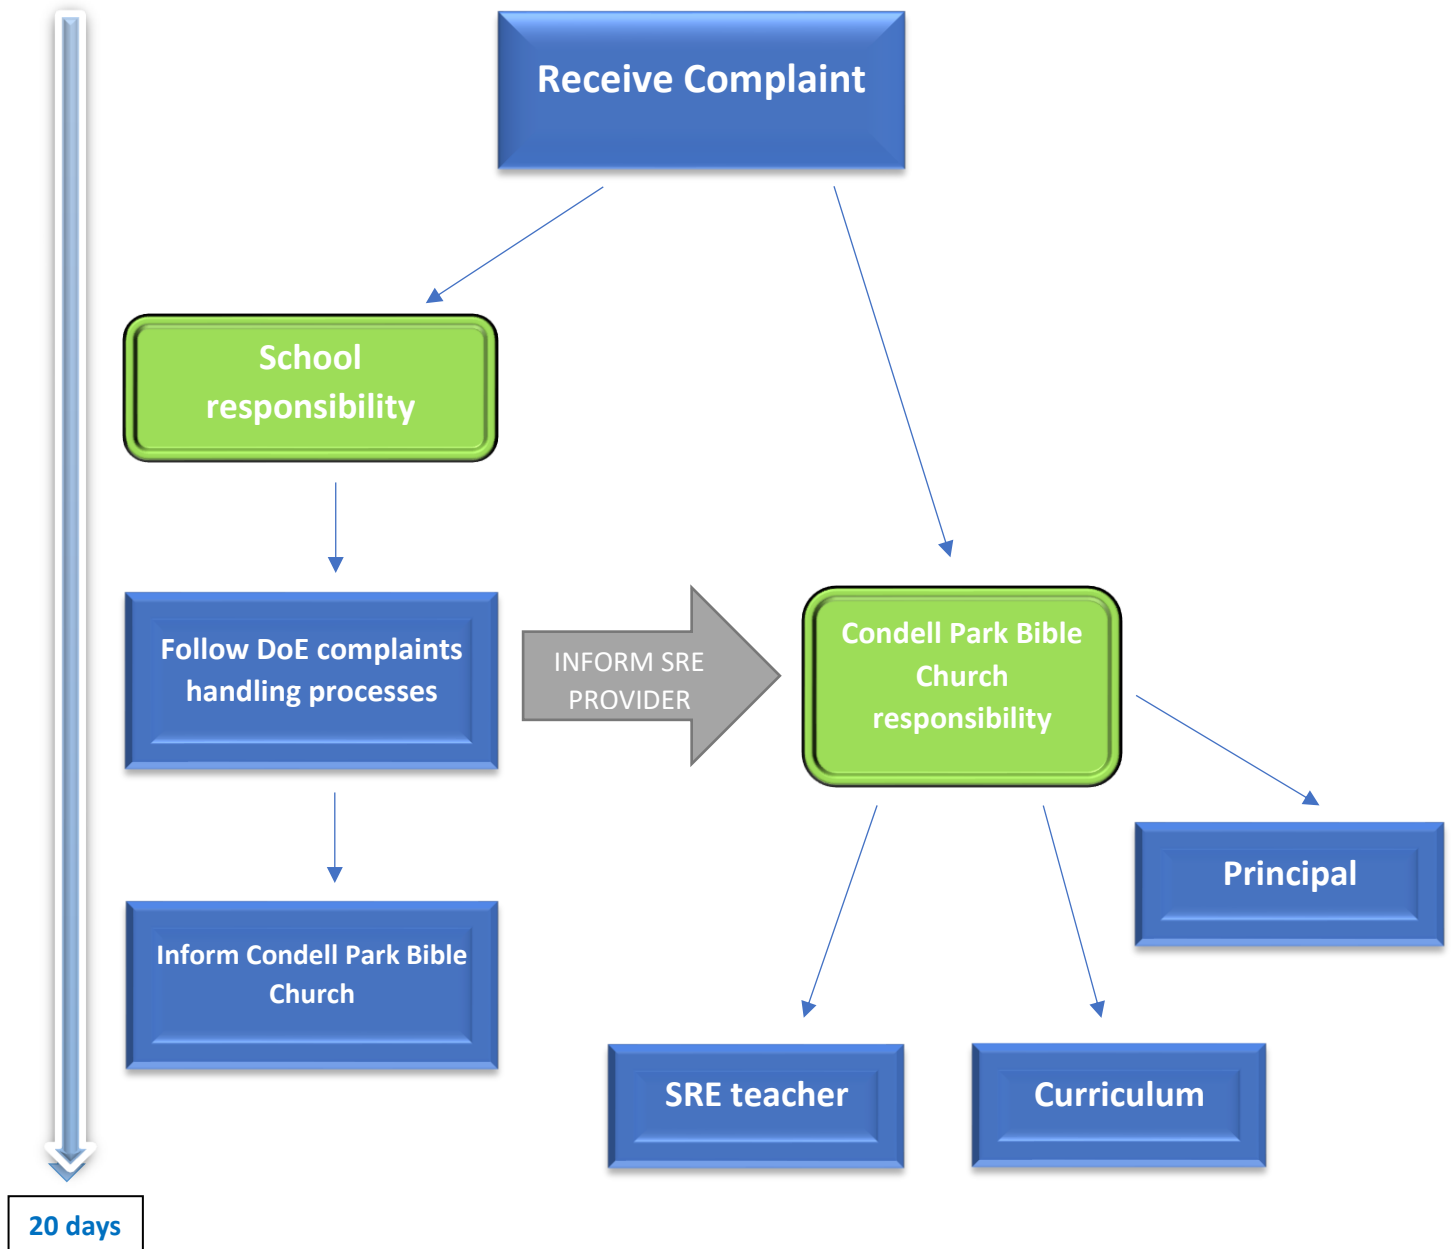 Receive Complaint
School
responsibility
Follow DoE complaints
handling processes
INFORM SRE
PROVIDER
Condell Park Bible
Church
responsibility
Principal
Inform Condell Park Bible
Church
SRE teacher
Curriculum
20 days